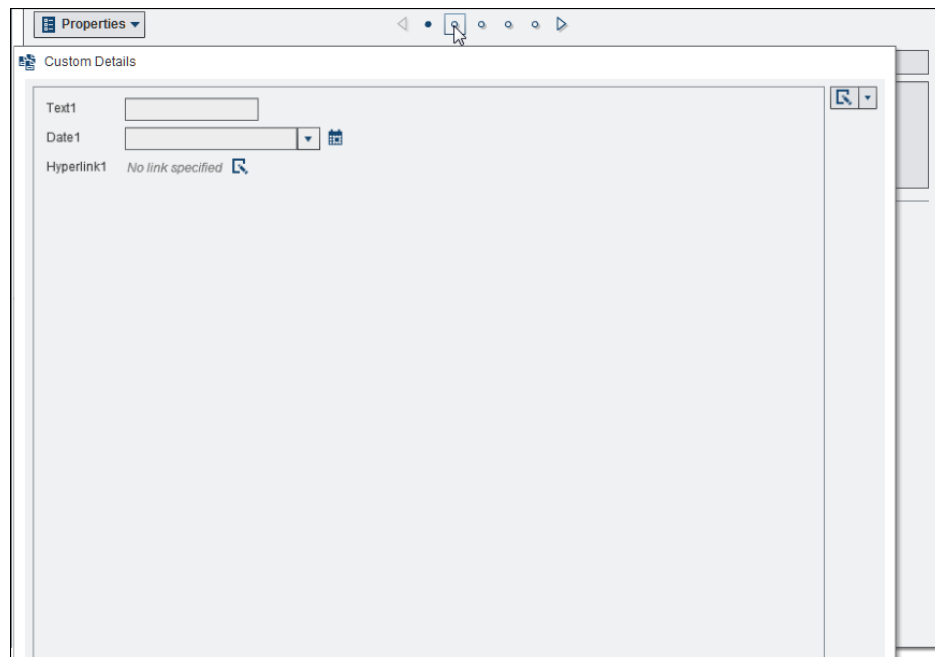 Properties
Custom Details
Text1
Date1
Hyperlink1 No link specified